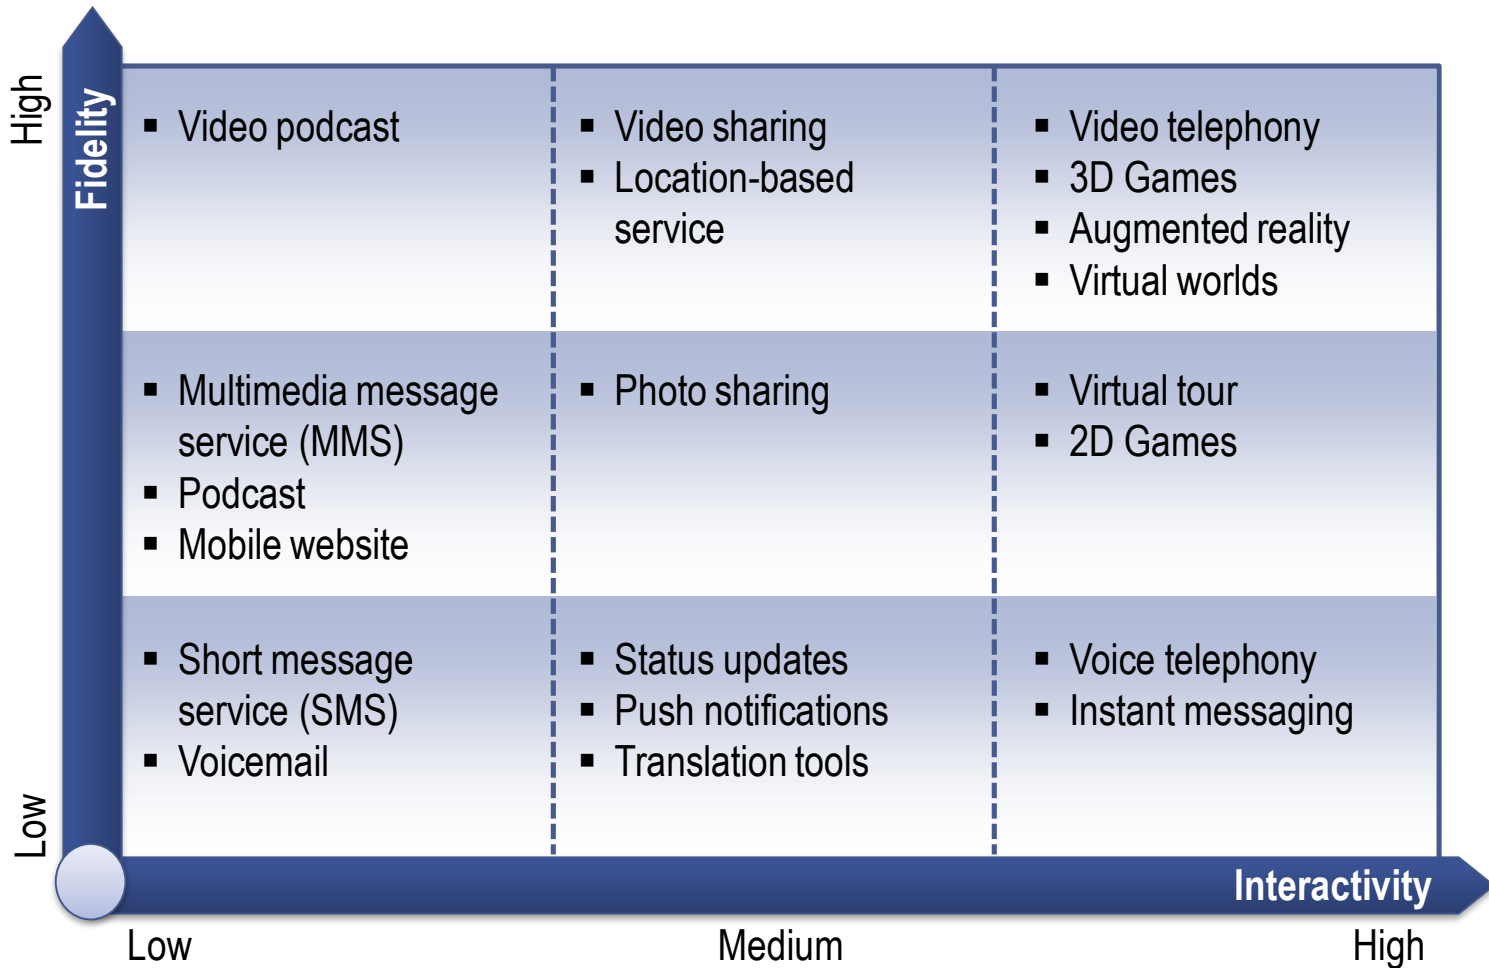 High
Fidelity
Low
▪ Video podcast
▪ Video sharing
▪ Location-based
service
▪ Video telephony
▪ 3D Games
▪ Augmented reality
▪ Virtual worlds
▪ Multimedia message
service (MMS)
▪ Podcast
▪ Mobile website
▪ Photo sharing
▪ Virtual tour
▪ 2D Games
▪ Short message
service (SMS)
▪ Voicemail
▪ Status updates
▪ Push notifications
▪ Translation tools
▪ Voice telephony
▪ Instant messaging
Interactivity
Low
Medium
High